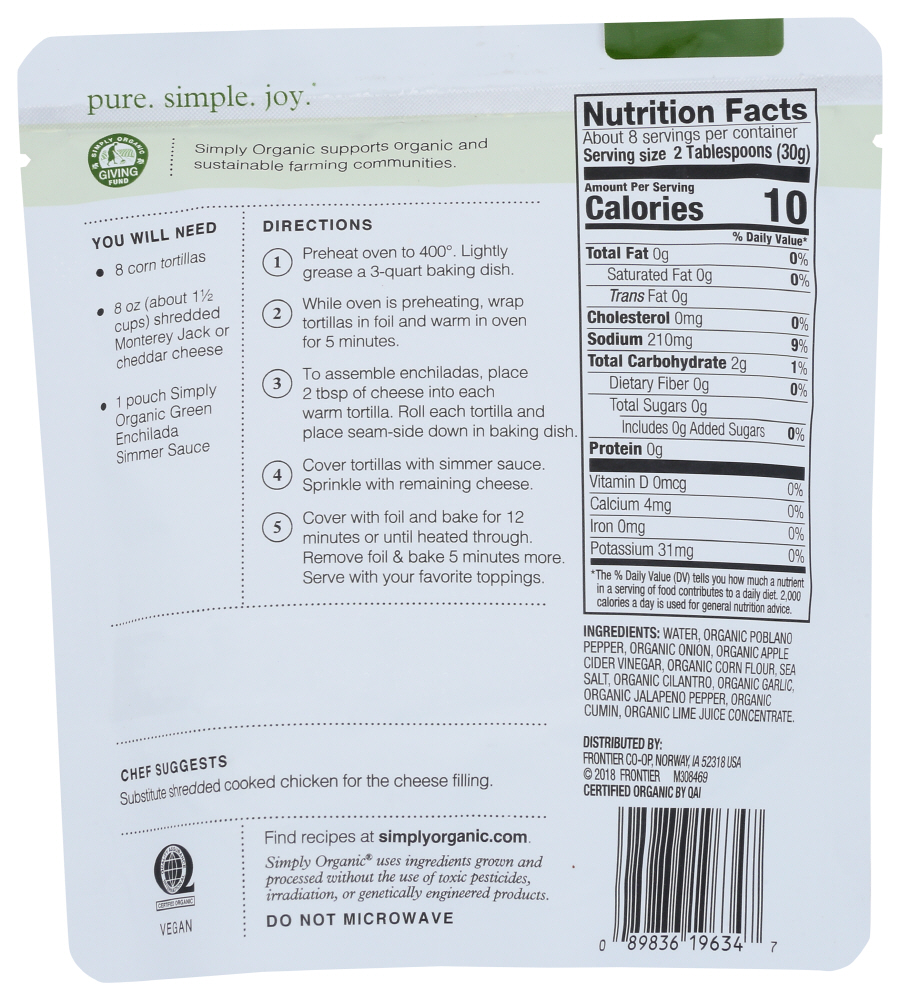 pure. simple. joy.*
SIMPLY ORGANIC
GIVING
FUND
Simply Organic supports organic and
sustainable farming communities.
YOU WILL NEED
• 8 corn tortillas
• 8 oz (about 1½
cups) shredded
Monterey Jack or
cheddar cheese
• 1 pouch Simply
Organic Green
Enchilada
Simmer Sauce
DIRECTIONS
1 Preheat oven to 400°. Lightly
grease a 3-quart baking dish.
2 While oven is preheating, wrap
tortillas in foil and warm in oven
for 5 minutes.
3 To assemble enchiladas, place
2 tbsp of cheese into each
warm tortilla. Roll each tortilla and
place seam-side down in baking dish.
4 Cover tortillas with simmer sauce.
Sprinkle with remaining cheese.
5 Cover with foil and bake for 12
minutes or until heated through.
Remove foil & bake 5 minutes more.
Serve with your favorite toppings.
CHEF SUGGESTS
Substitute shredded cooked chicken for the cheese filling.
Q
CERTIFIED ORGANIC
VEGAN
Find recipes at simplyorganic.com.
Simply Organic® uses ingredients grown and
processed without the use of toxic pesticides,
irradiation, or genetically engineered products.
DO NOT MICROWAVE
Nutrition Facts
About 8 servings per container
Serving size 2 Tablespoons (30g)
Amount Per Serving
Calories 10
% Daily Value*
Total Fat 0g 0%
Saturated Fat 0g 0%
Trans Fat 0g
Cholesterol 0mg 0%
Sodium 210mg 9%
Total Carbohydrate 2g 1%
Dietary Fiber 0g 0%
Total Sugars 0g
Includes 0g Added Sugars 0%
Protein 0g
Vitamin D 0mcg 0%
Calcium 4mg 0%
Iron 0mg 0%
Potassium 31mg 0%
*The % Daily Value (DV) tells you how much a nutrient
in a serving of food contributes to a daily diet. 2,000
calories a day is used for general nutrition advice.
INGREDIENTS: WATER, ORGANIC POBLANO
PEPPER, ORGANIC ONION, ORGANIC APPLE
CIDER VINEGAR, ORGANIC CORN FLOUR, SEA
SALT, ORGANIC CILANTRO, ORGANIC GARLIC,
ORGANIC JALAPENO PEPPER, ORGANIC
CUMIN, ORGANIC LIME JUICE CONCENTRATE.
DISTRIBUTED BY:
FRONTIER CO-OP, NORWAY, IA 52318 USA
© 2018 FRONTIER M308469
CERTIFIED ORGANIC BY QAI
0 89836 19634 7